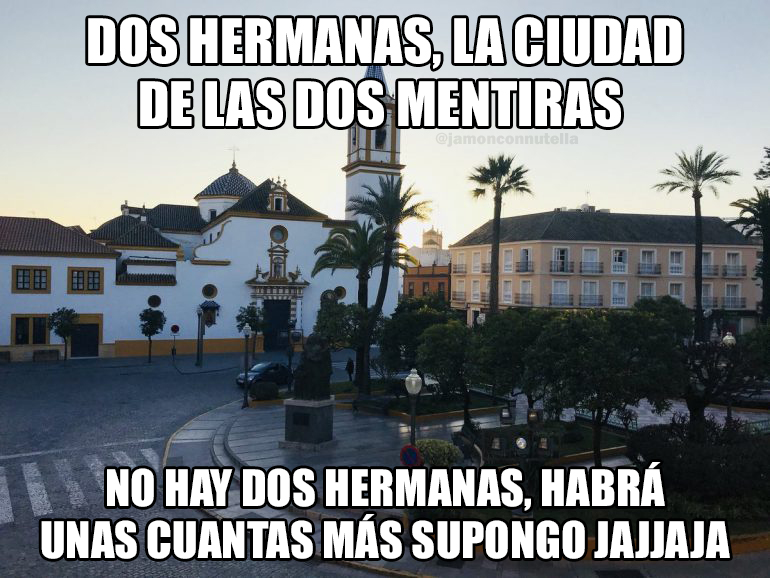 DOS HERMANAS, LA CIUDAD
DE LAS DOS MENTIRAS
@jamonconnutella
NO HAY DOS HERMANAS, HABRÁ
UNAS CUANTAS MÁS SUPONGO JAJJAJA